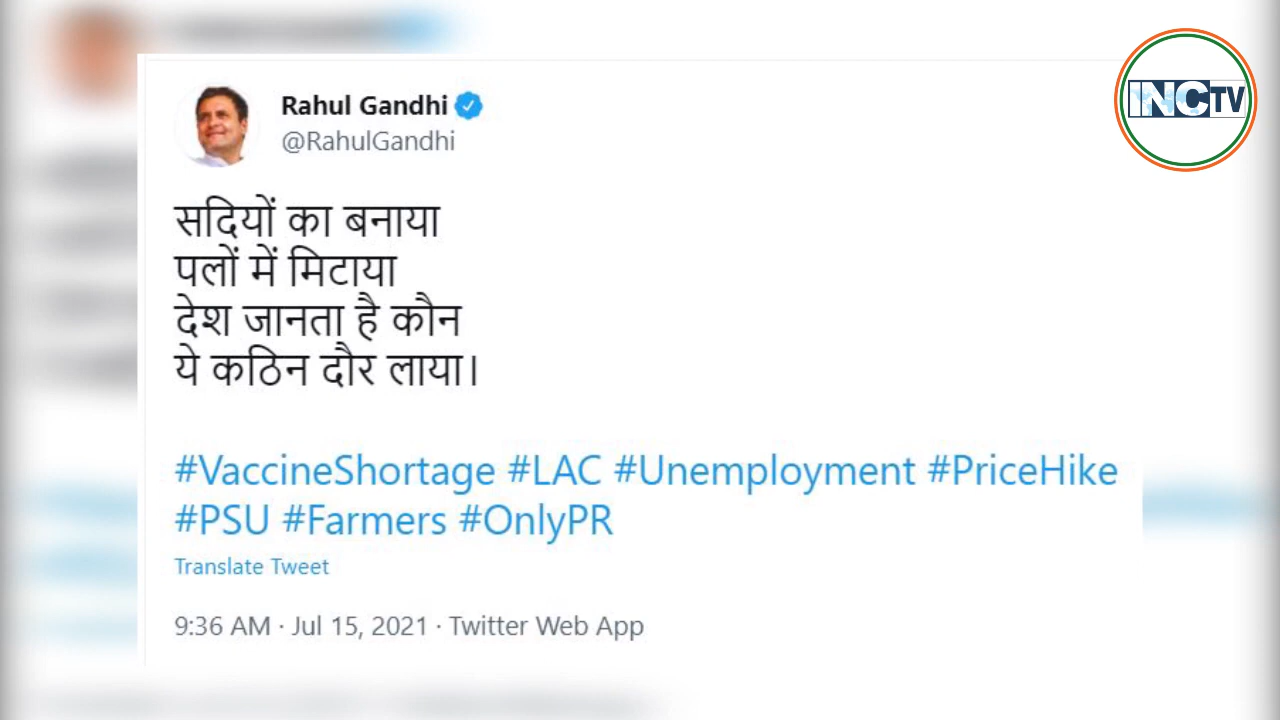 Rahul Gandhi
@RahulGandhi
INCTV
सदियों का बनाया
पलों में मिटाया
देश जानता है कौन
ये कठिन दौर लाया।
#VaccineShortage #LAC #Unemployment #PriceHike
#PSU #Farmers #OnlyPR
Translate Tweet
9:36 AM · Jul 15, 2021 · Twitter Web App